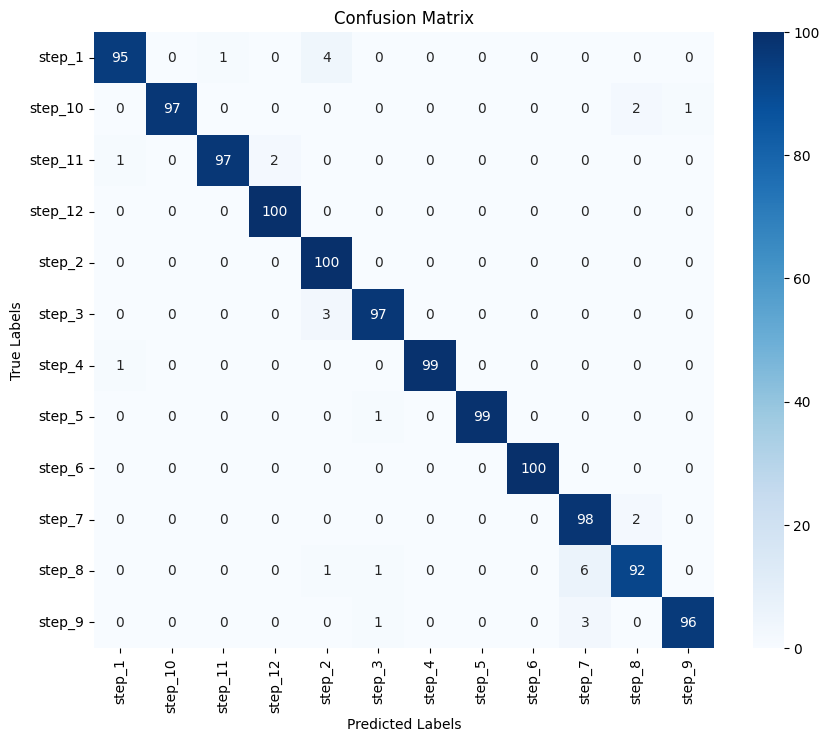 Confusion Matrix
step_1 95 0 1 0 4 0 0 0 0 0 0 0
step_10 0 97 0 0 0 0 0 0 0 0 2 1
step_11 1 0 97 2 0 0 0 0 0 0 0 0
step_12 0 0 0 100 0 0 0 0 0 0 0 0
step_2 0 0 0 0 100 0 0 0 0 0 0 0
step_3 0 0 0 0 3 97 0 0 0 0 0 0
step_4 1 0 0 0 0 0 99 0 0 0 0 0
step_5 0 0 0 0 0 1 0 99 0 0 0 0
step_6 0 0 0 0 0 0 0 0 100 0 0 0
step_7 0 0 0 0 0 0 0 0 0 98 2 0
step_8 0 0 0 0 1 1 0 0 0 6 92 0
step_9 0 0 0 0 0 1 0 0 0 3 0 96
step_1 step_10 step_11 step_12 step_2 step_3 step_4 step_5 step_6 step_7 step_8 step_9
Predicted Labels
True Labels
100
80
60
40
20
0